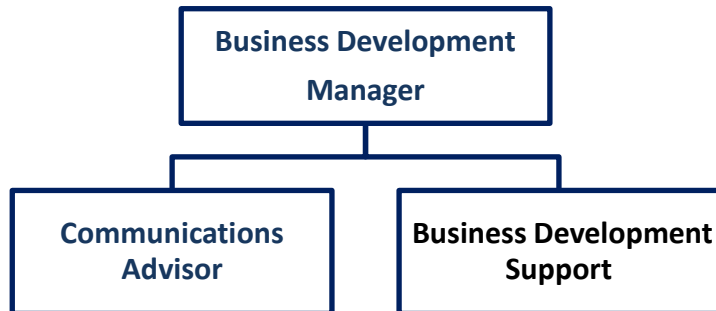 Business Development
Manager
Communications
Advisor
Business Development
Support